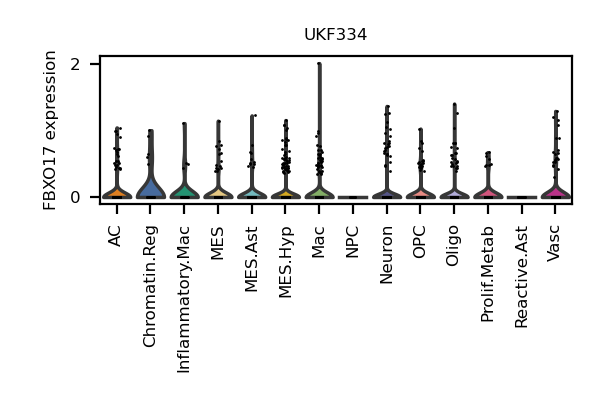 UKF334
FBXO17 expression
2
0
AC
Chromatin.Reg
Inflammatory.Mac
MES
MES.Ast
MES.Hyp
Mac
NPC
Neuron
OPC
Oligo
Prolif.Metab
Reactive.Ast
Vasc